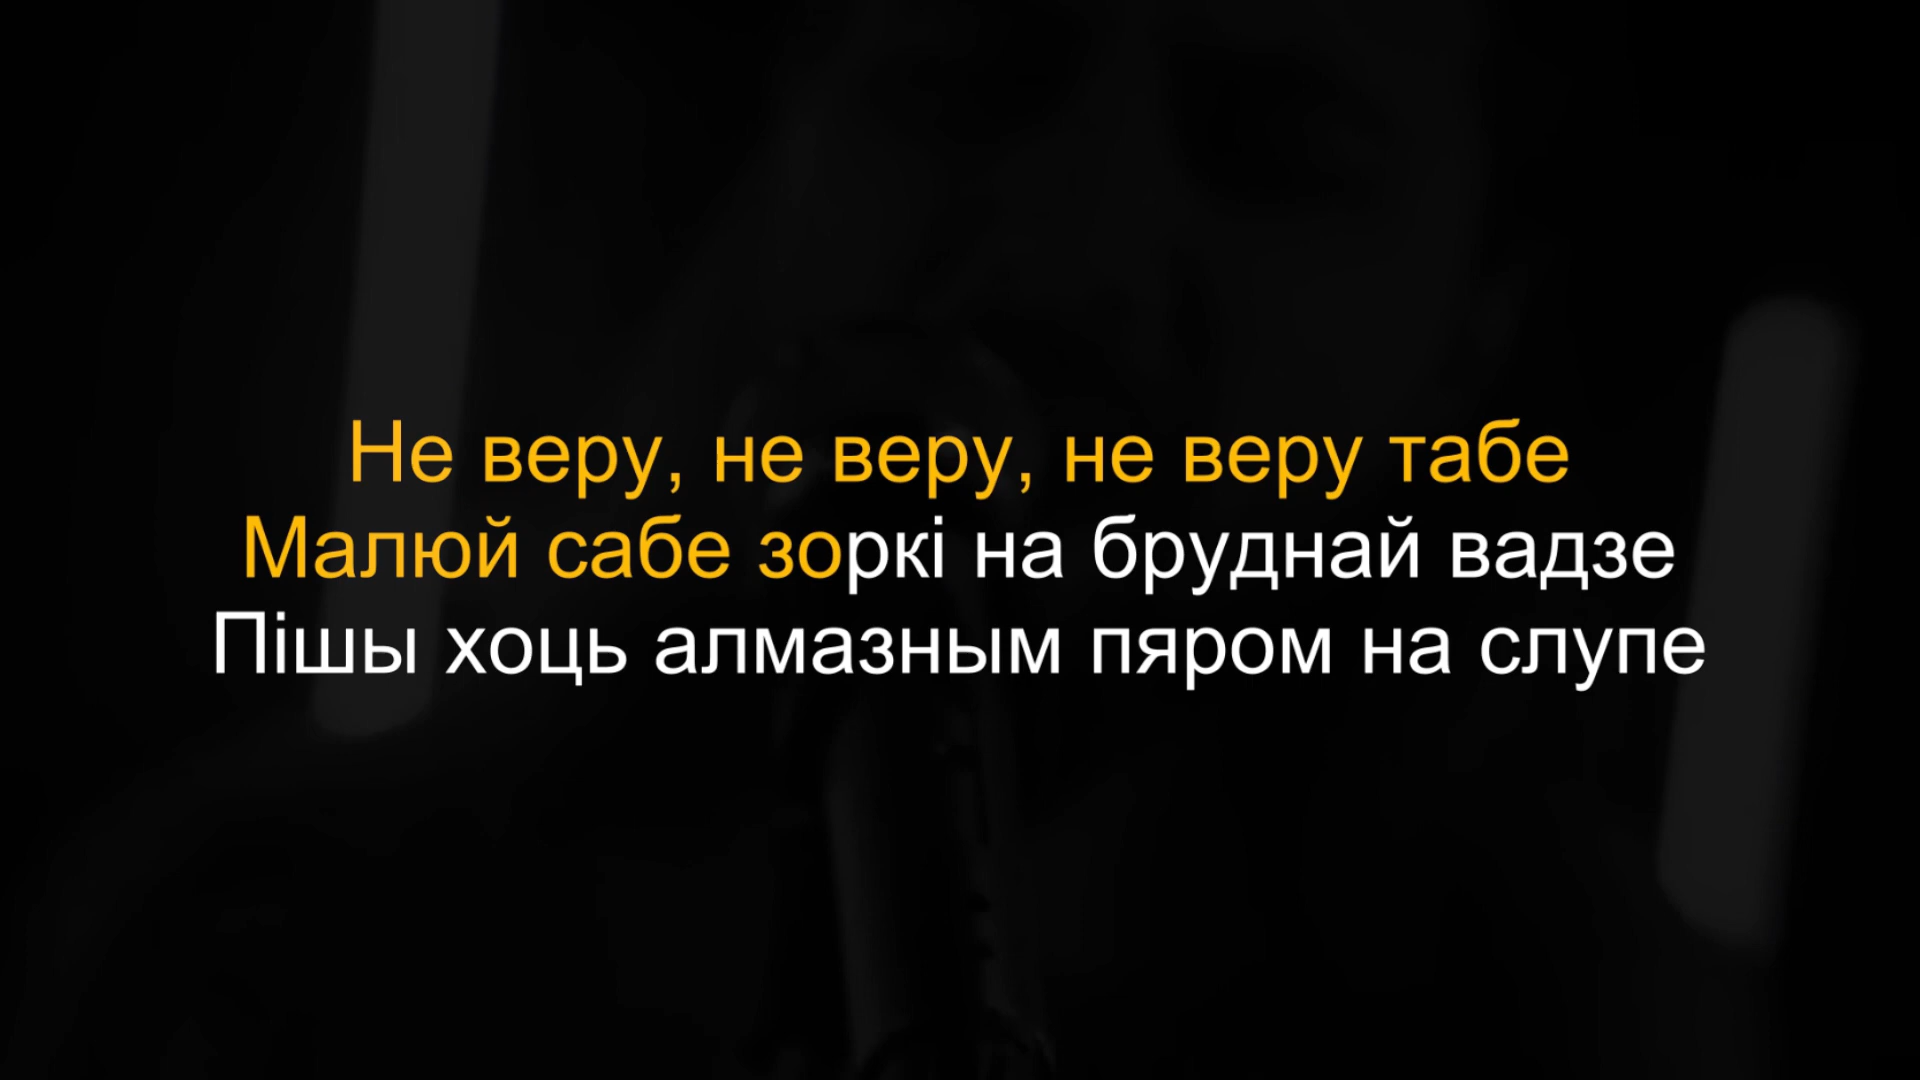 Не веру, не веру, не веру табе
Малюй сабе зоркі на бруднай вадзе
Пішы хоць алмазным пяром на слупе